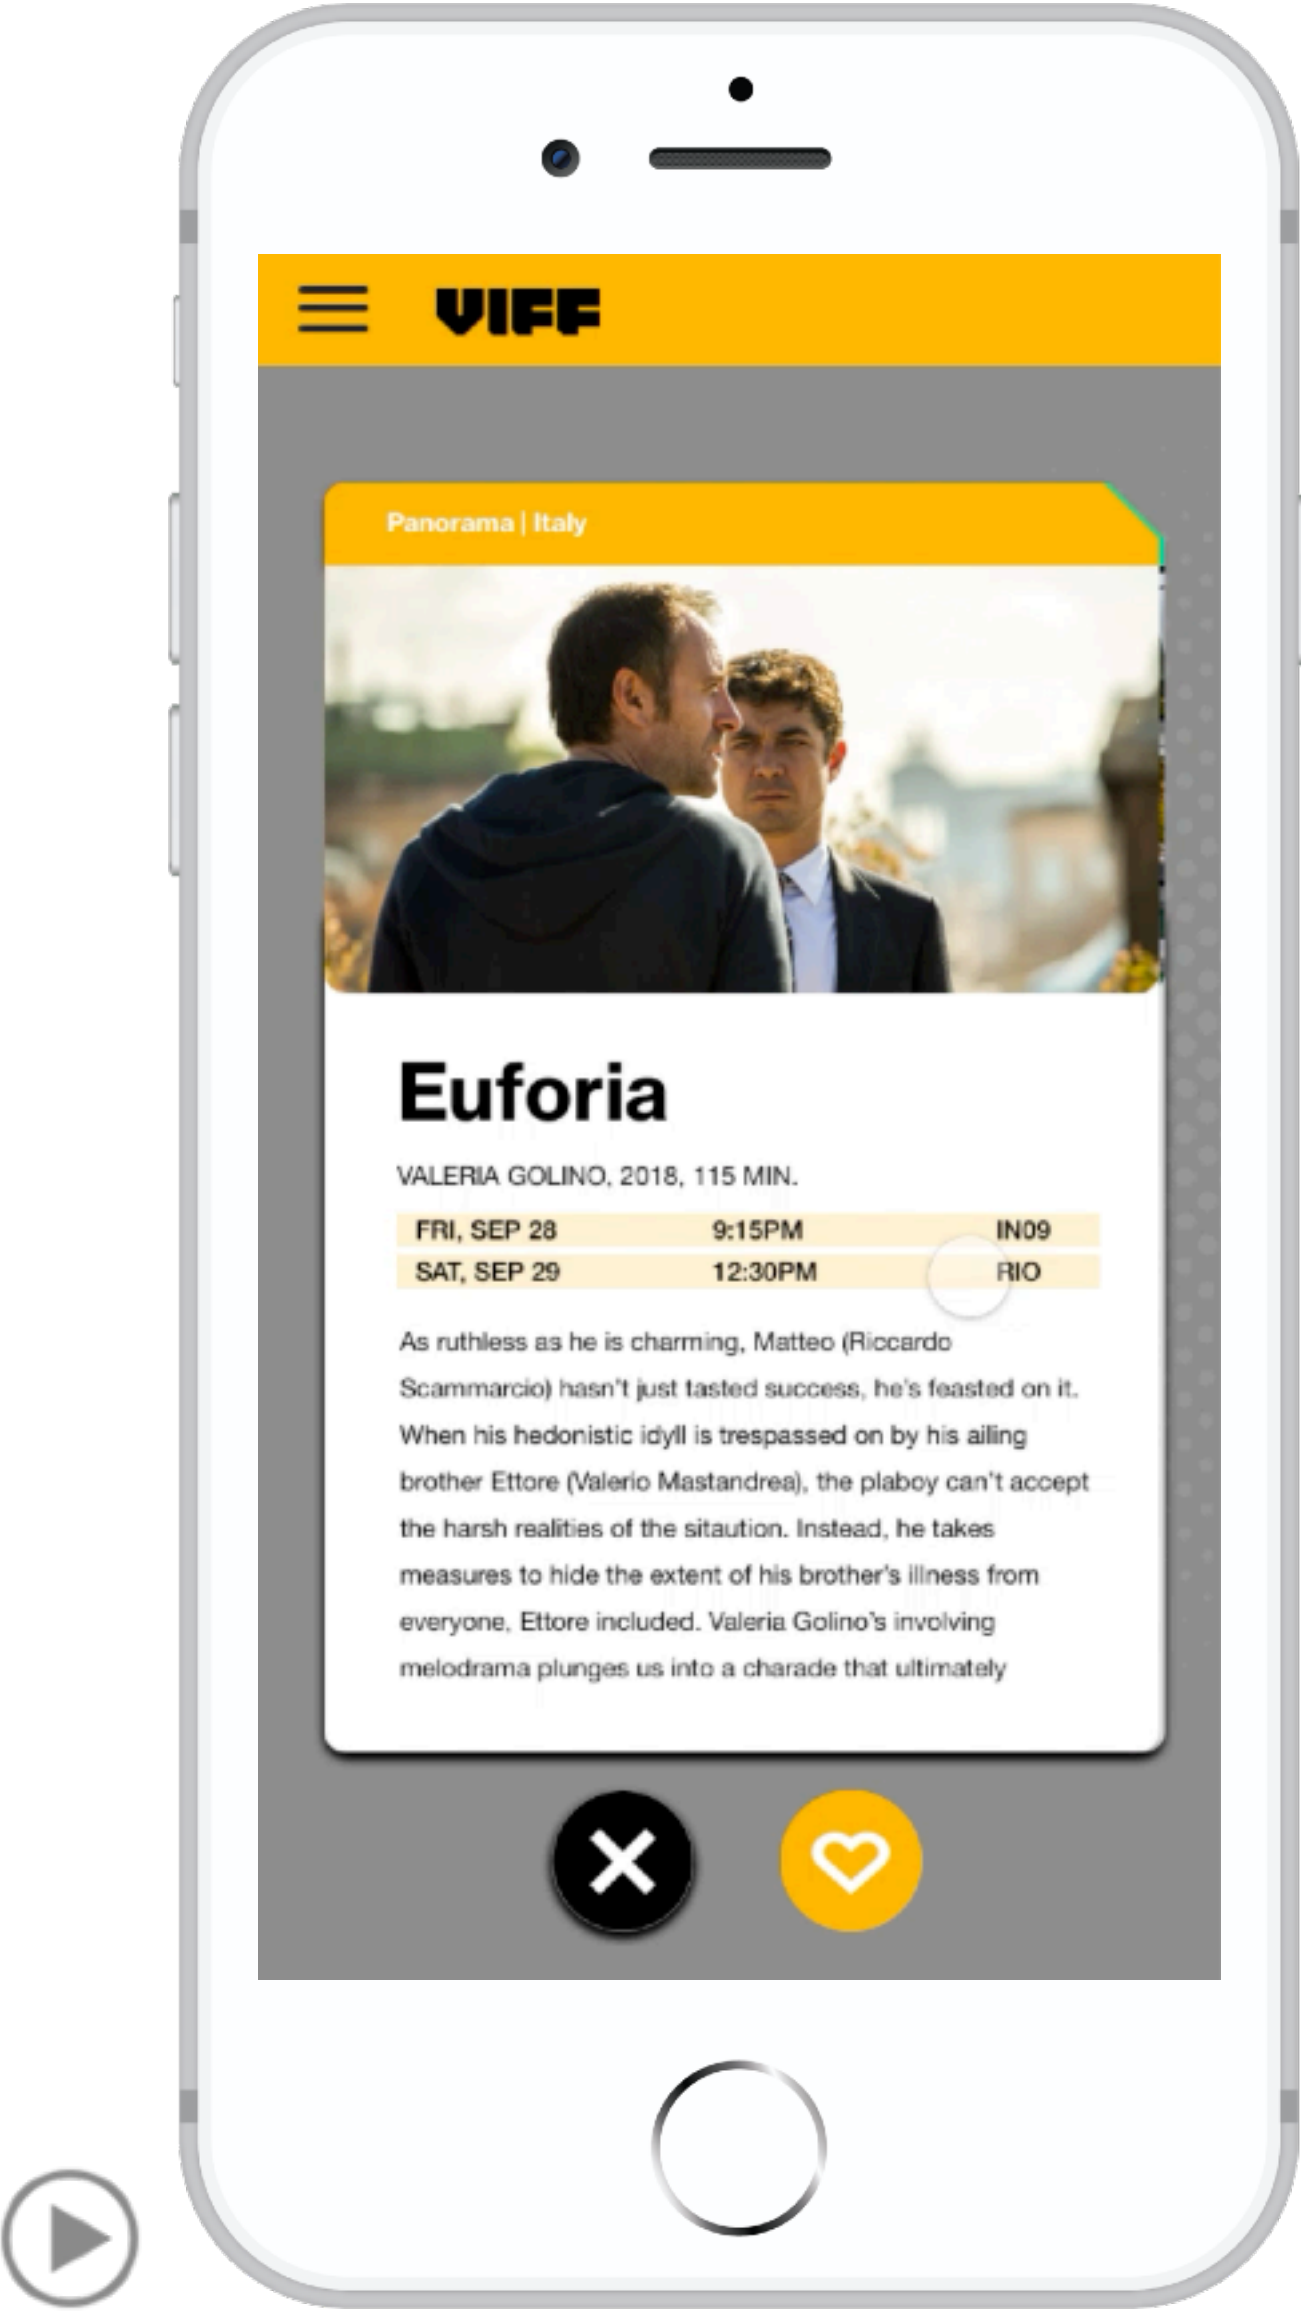 VIFF
Panorama | Italy
Euforia
VALERIA GOLINO, 2018, 115 MIN.
FRI, SEP 28 9:15PM IN09
SAT, SEP 29 12:30PM RIO
As ruthless as he is charming, Matteo (Riccardo
Scammarcio) hasn't just tasted success, he's feasted on it.
When his hedonistic idyll is trespassed on by his ailing
brother Ettore (Valerio Mastandrea), the plaboy can't accept
the harsh realities of the sitaution. Instead, he takes
measures to hide the extent of his brother's illness from
everyone, Ettore included. Valeria Golino's involving
melodrama plunges us into a charade that ultimately